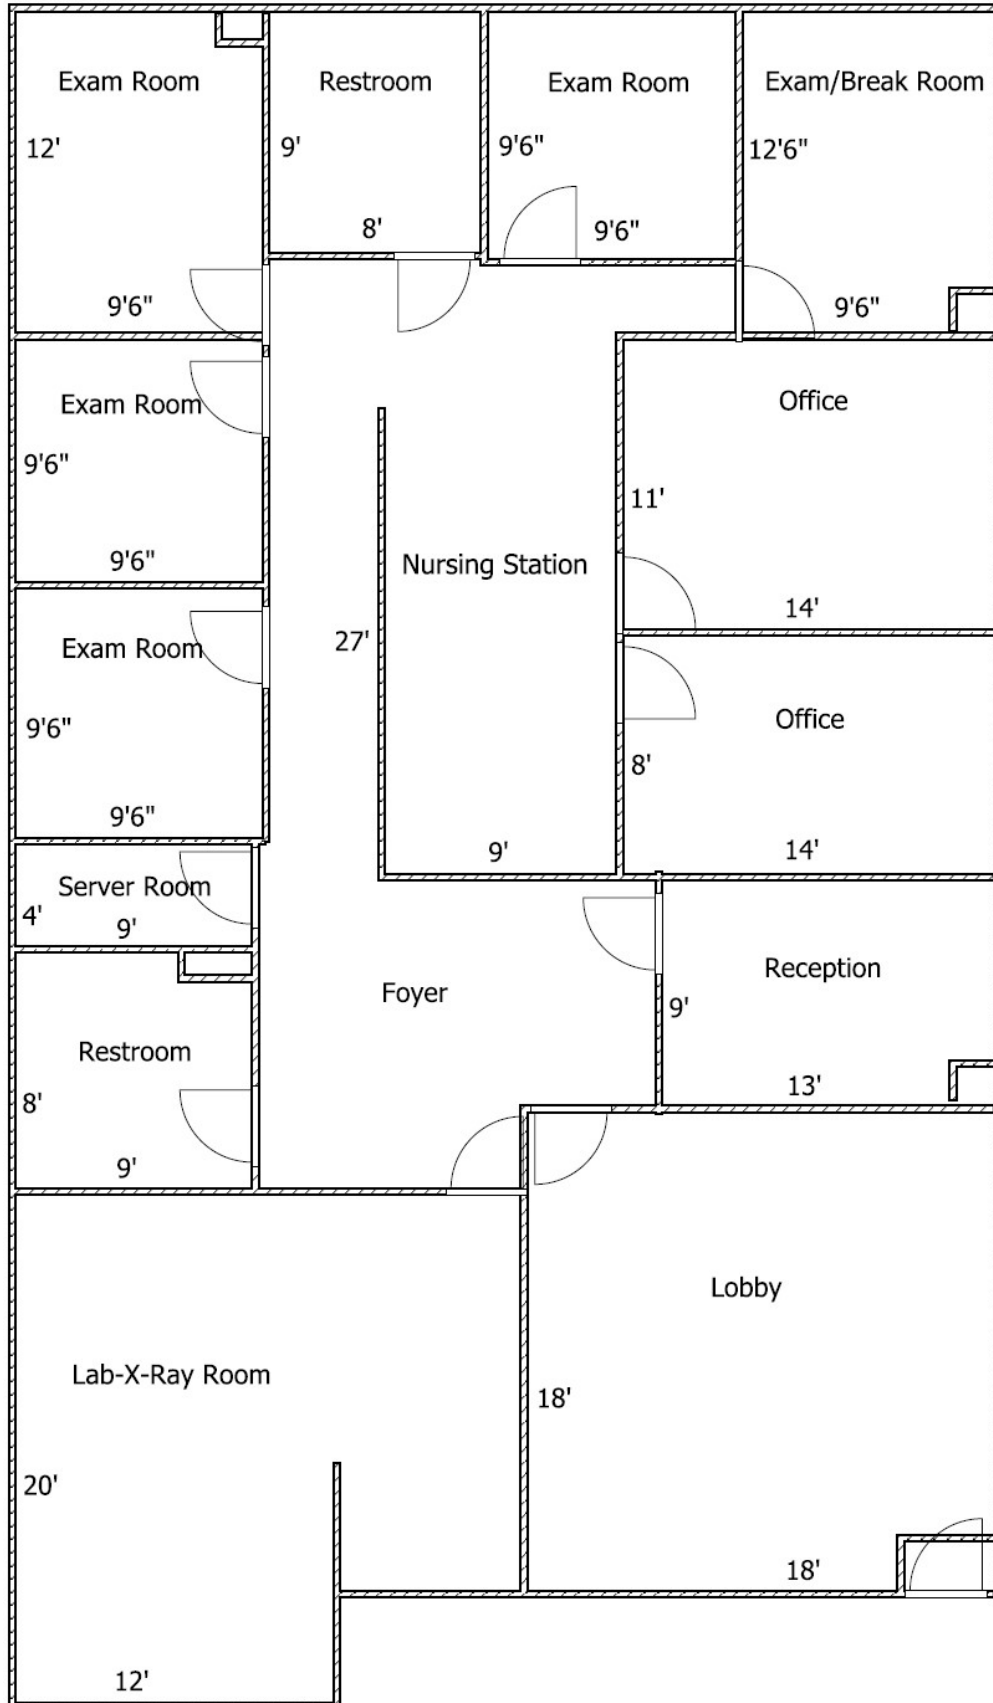 Exam Room
Restroom
Exam Room
Exam/Break Room
12'
9'
9'6"
12'6"
8'
9'6"
9'6"
9'6"
Exam Room
Office
9'6"
11'
9'6"
Nursing Station
14'
Exam Room
27'
Office
9'6"
8'
9'6"
9'
14'
Server Room
4'
9'
Foyer
Reception
9'
Restroom
8'
13'
9'
Lobby
Lab-X-Ray Room
18'
20'
18'
12'